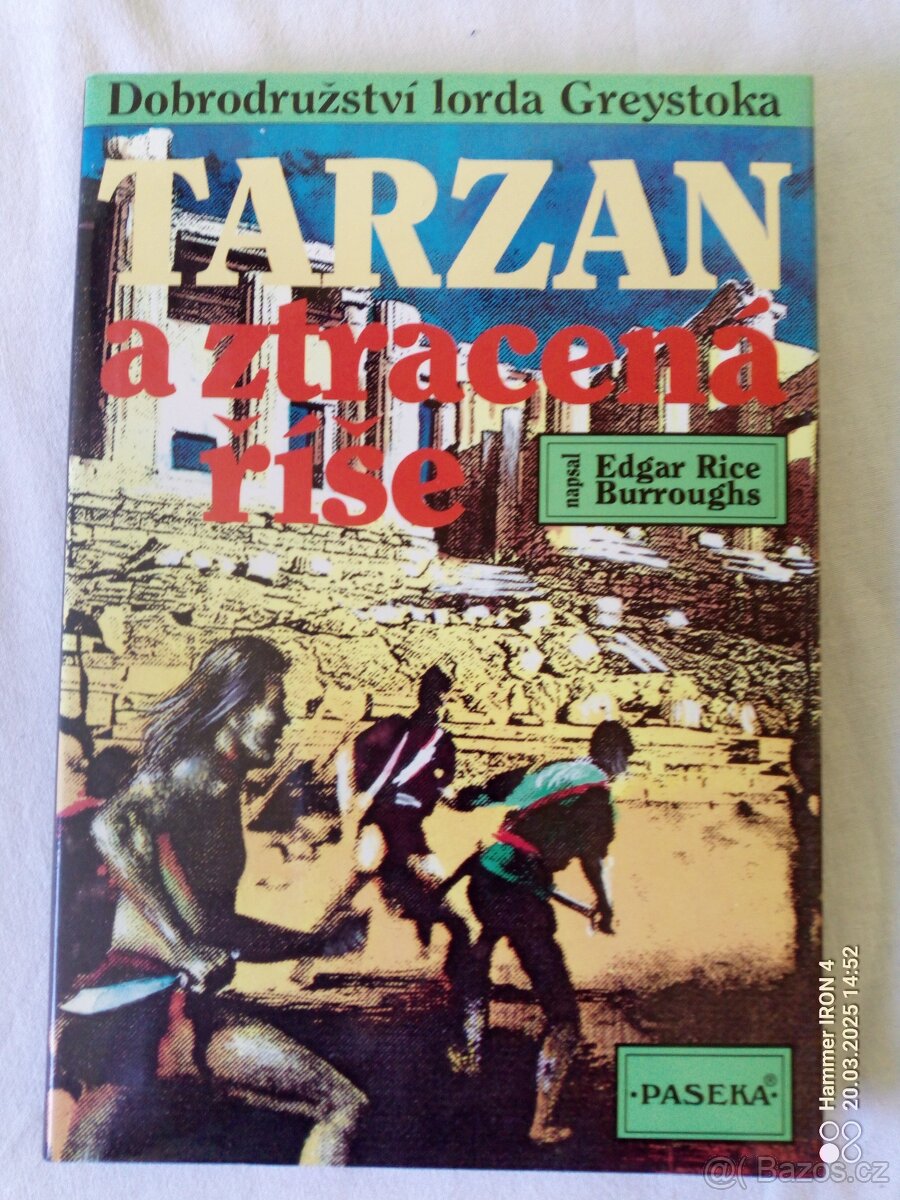 Dobrodružství lorda Greystoka
TARZAN
a ztracená
říše
napsal
Edgar Rice
Burroughs
·PASEKA·®
Hammer IRON 4
20.03.2025 14:52
@( Bazos.cz